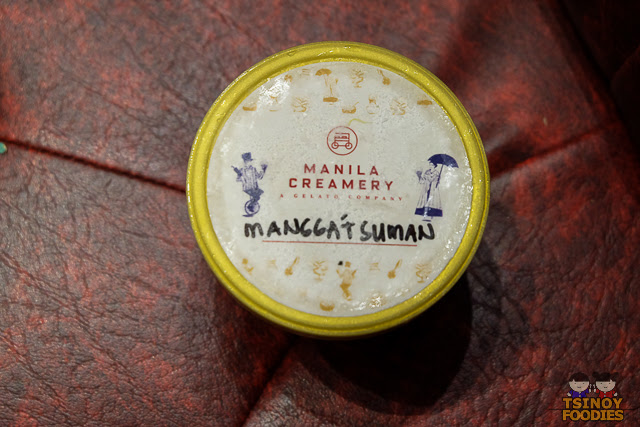 MANILA
CREAMERY
A GELATO COMPANY
MANGGA'T SUMAN
TSINOY
FOODIES